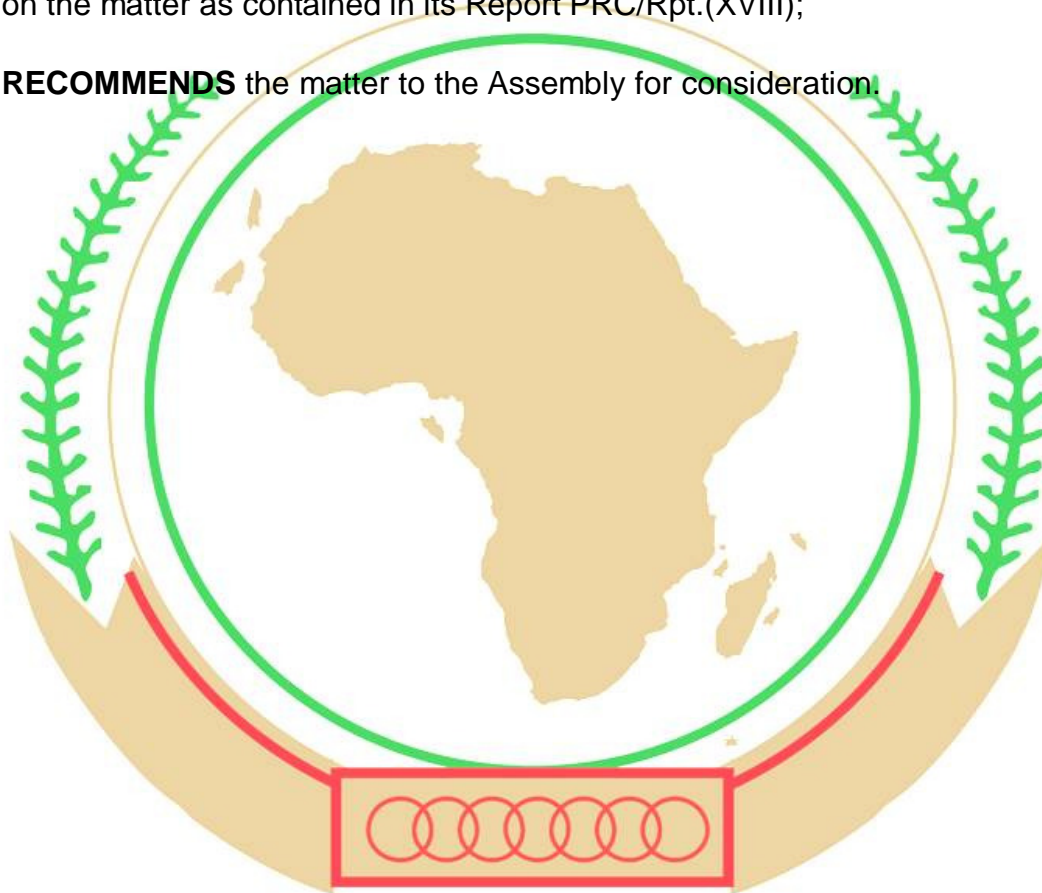 on the matter as contained in its Report PRC/Rpt.(XVIII);
RECOMMENDS the matter to the Assembly for consideration.